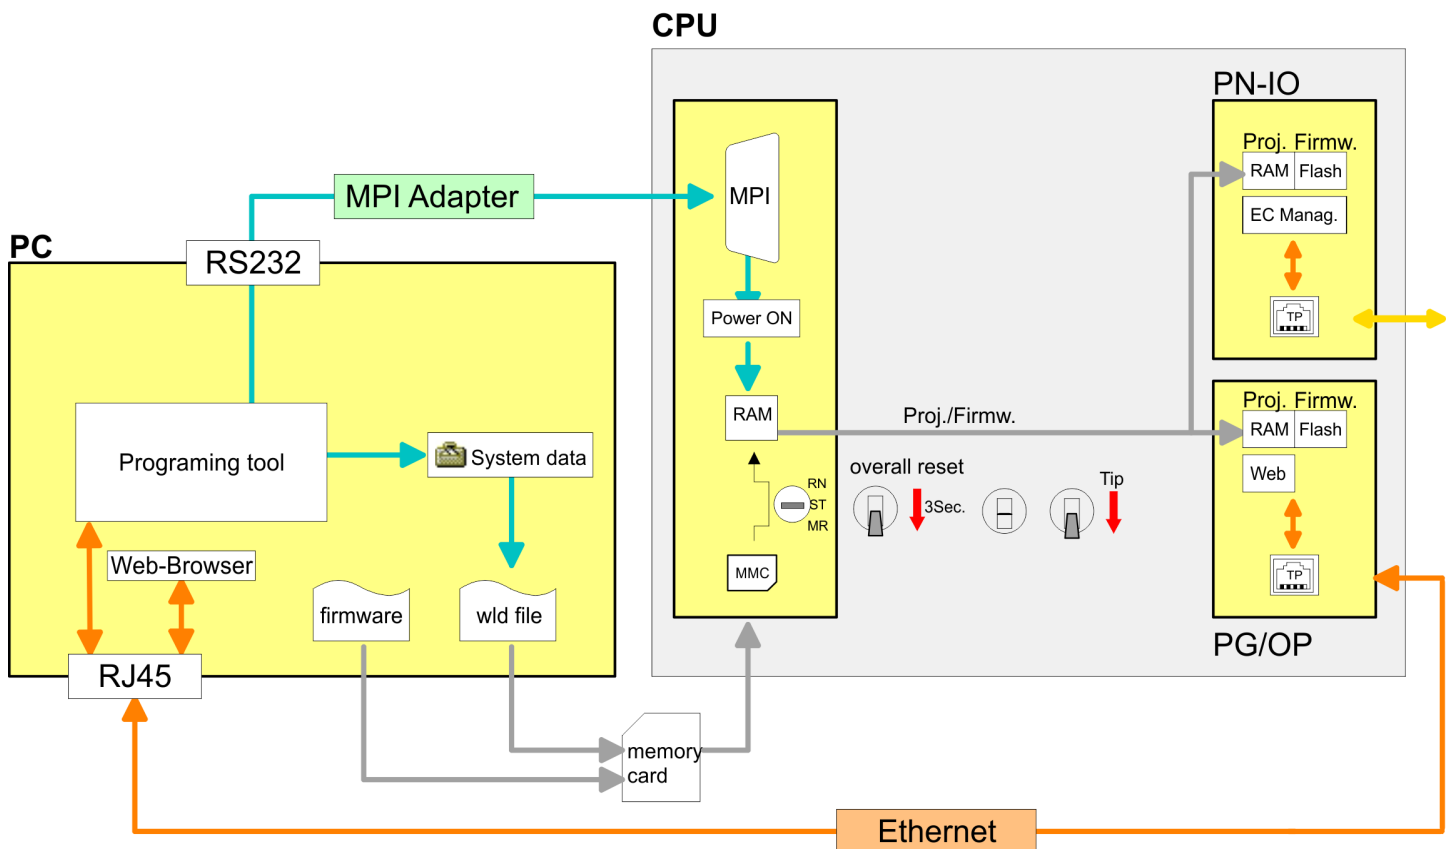 CPU
PN-IO
Proj. Firmw.
RAM Flash
EC Manag.
TP
MPI
MPI Adapter
PC
RS232
Power ON
RAM
Proj./Firmw.
Proj. Firmw.
RAM Flash
Web
TP
PG/OP
Programing tool
System data
overall reset
3Sec.
Tip
RN
ST
MR
MMC
Web-Browser
firmware
wld file
RJ45
memory
card
Ethernet